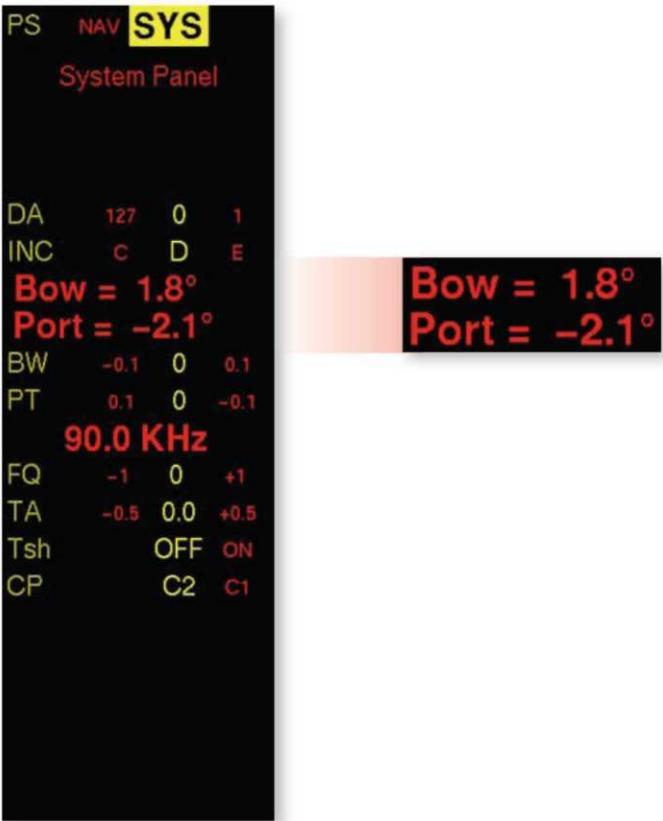 PS NAV SYS
System Panel
DA 127 0 1
INC C D E
Bow = 1.8°
Port = −2.1°
BW -0.1 0 0.1
PT 0.1 0 -0.1
90.0 KHz
FQ -1 0 +1
TA -0.5 0.0 +0.5
Tsh OFF ON
CP C2 C1
Bow = 1.8°
Port = −2.1°